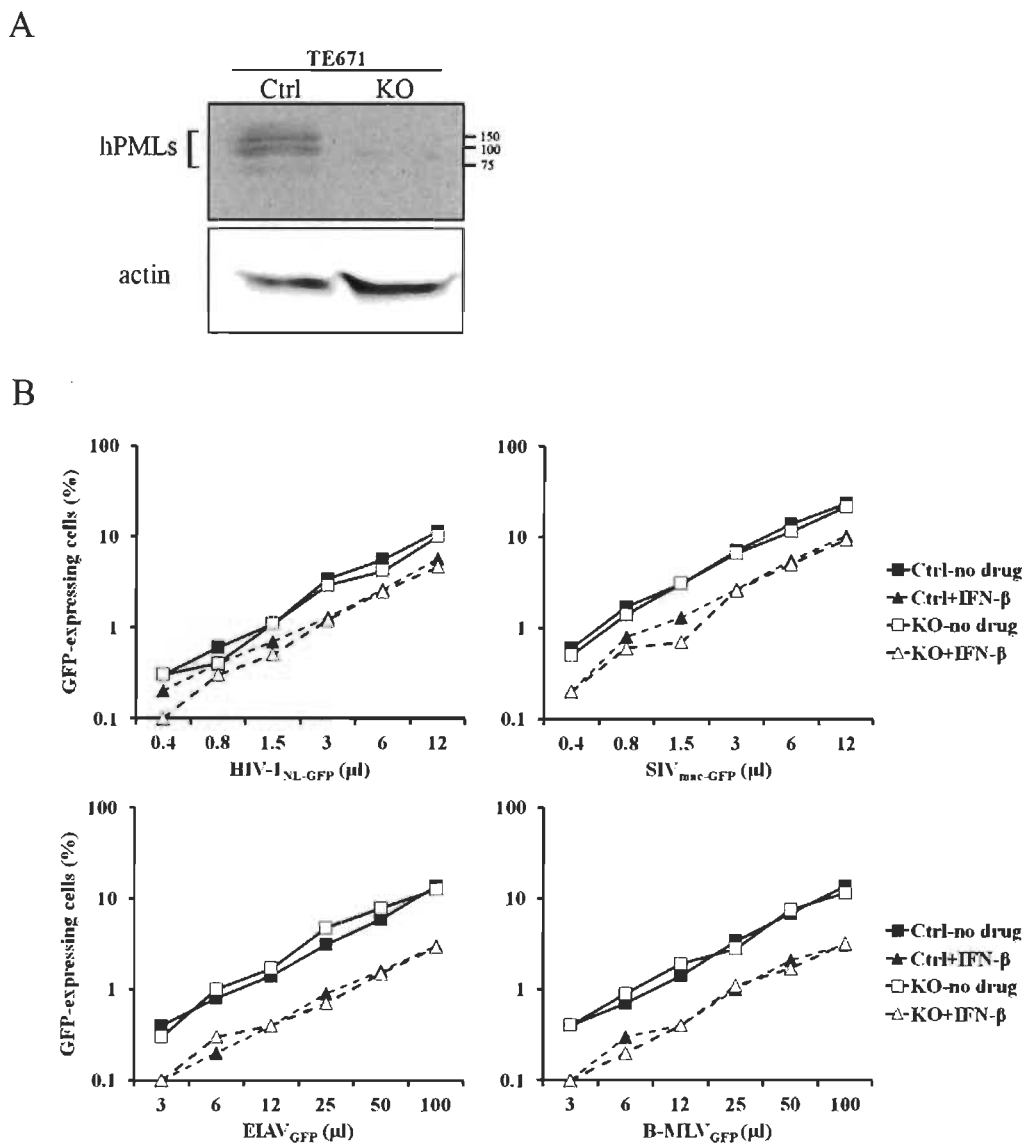 A
TE671
Ctrl KO
hPMLs
150
100
75
actin
B
100
10
1
0.1
GFP-expressing cells (%)
0.4 0.8 1.5 3 6 12
HIV-1NL-GFP (µl)
100
10
1
0.1
0.4 0.8 1.5 3 6 12
SIVmac-GFP (µl)
Ctrl-no drug
Ctrl+IFN-β
KO-no drug
KO+IFN-β
100
10
1
0.1
GFP-expressing cells (%)
3 6 12 25 50 100
EIAVGFP (µl)
100
10
1
0.1
3 6 12 25 50 100
B-MLVGFP (µl)
Ctrl-no drug
Ctrl+IFN-β
KO-no drug
KO+IFN-β